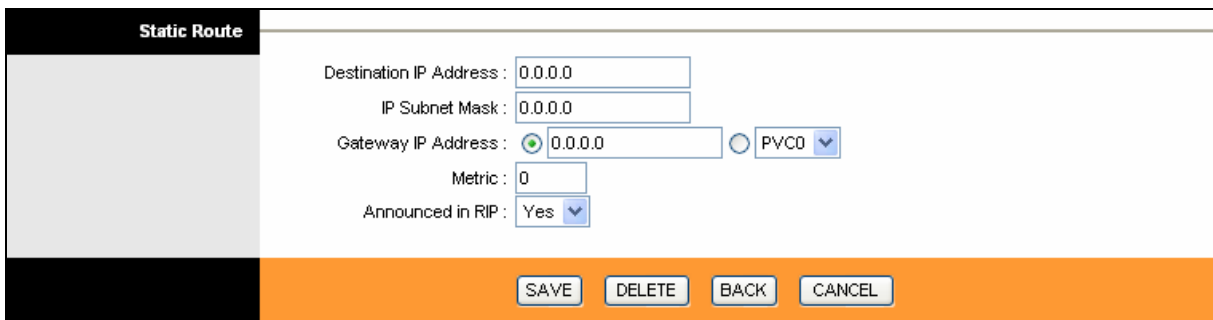 Static Route
Destination IP Address : 0.0.0.0
IP Subnet Mask : 0.0.0.0
Gateway IP Address : 0.0.0.0 PVC0
Metric : 0
Announced in RIP : Yes
SAVE DELETE BACK CANCEL